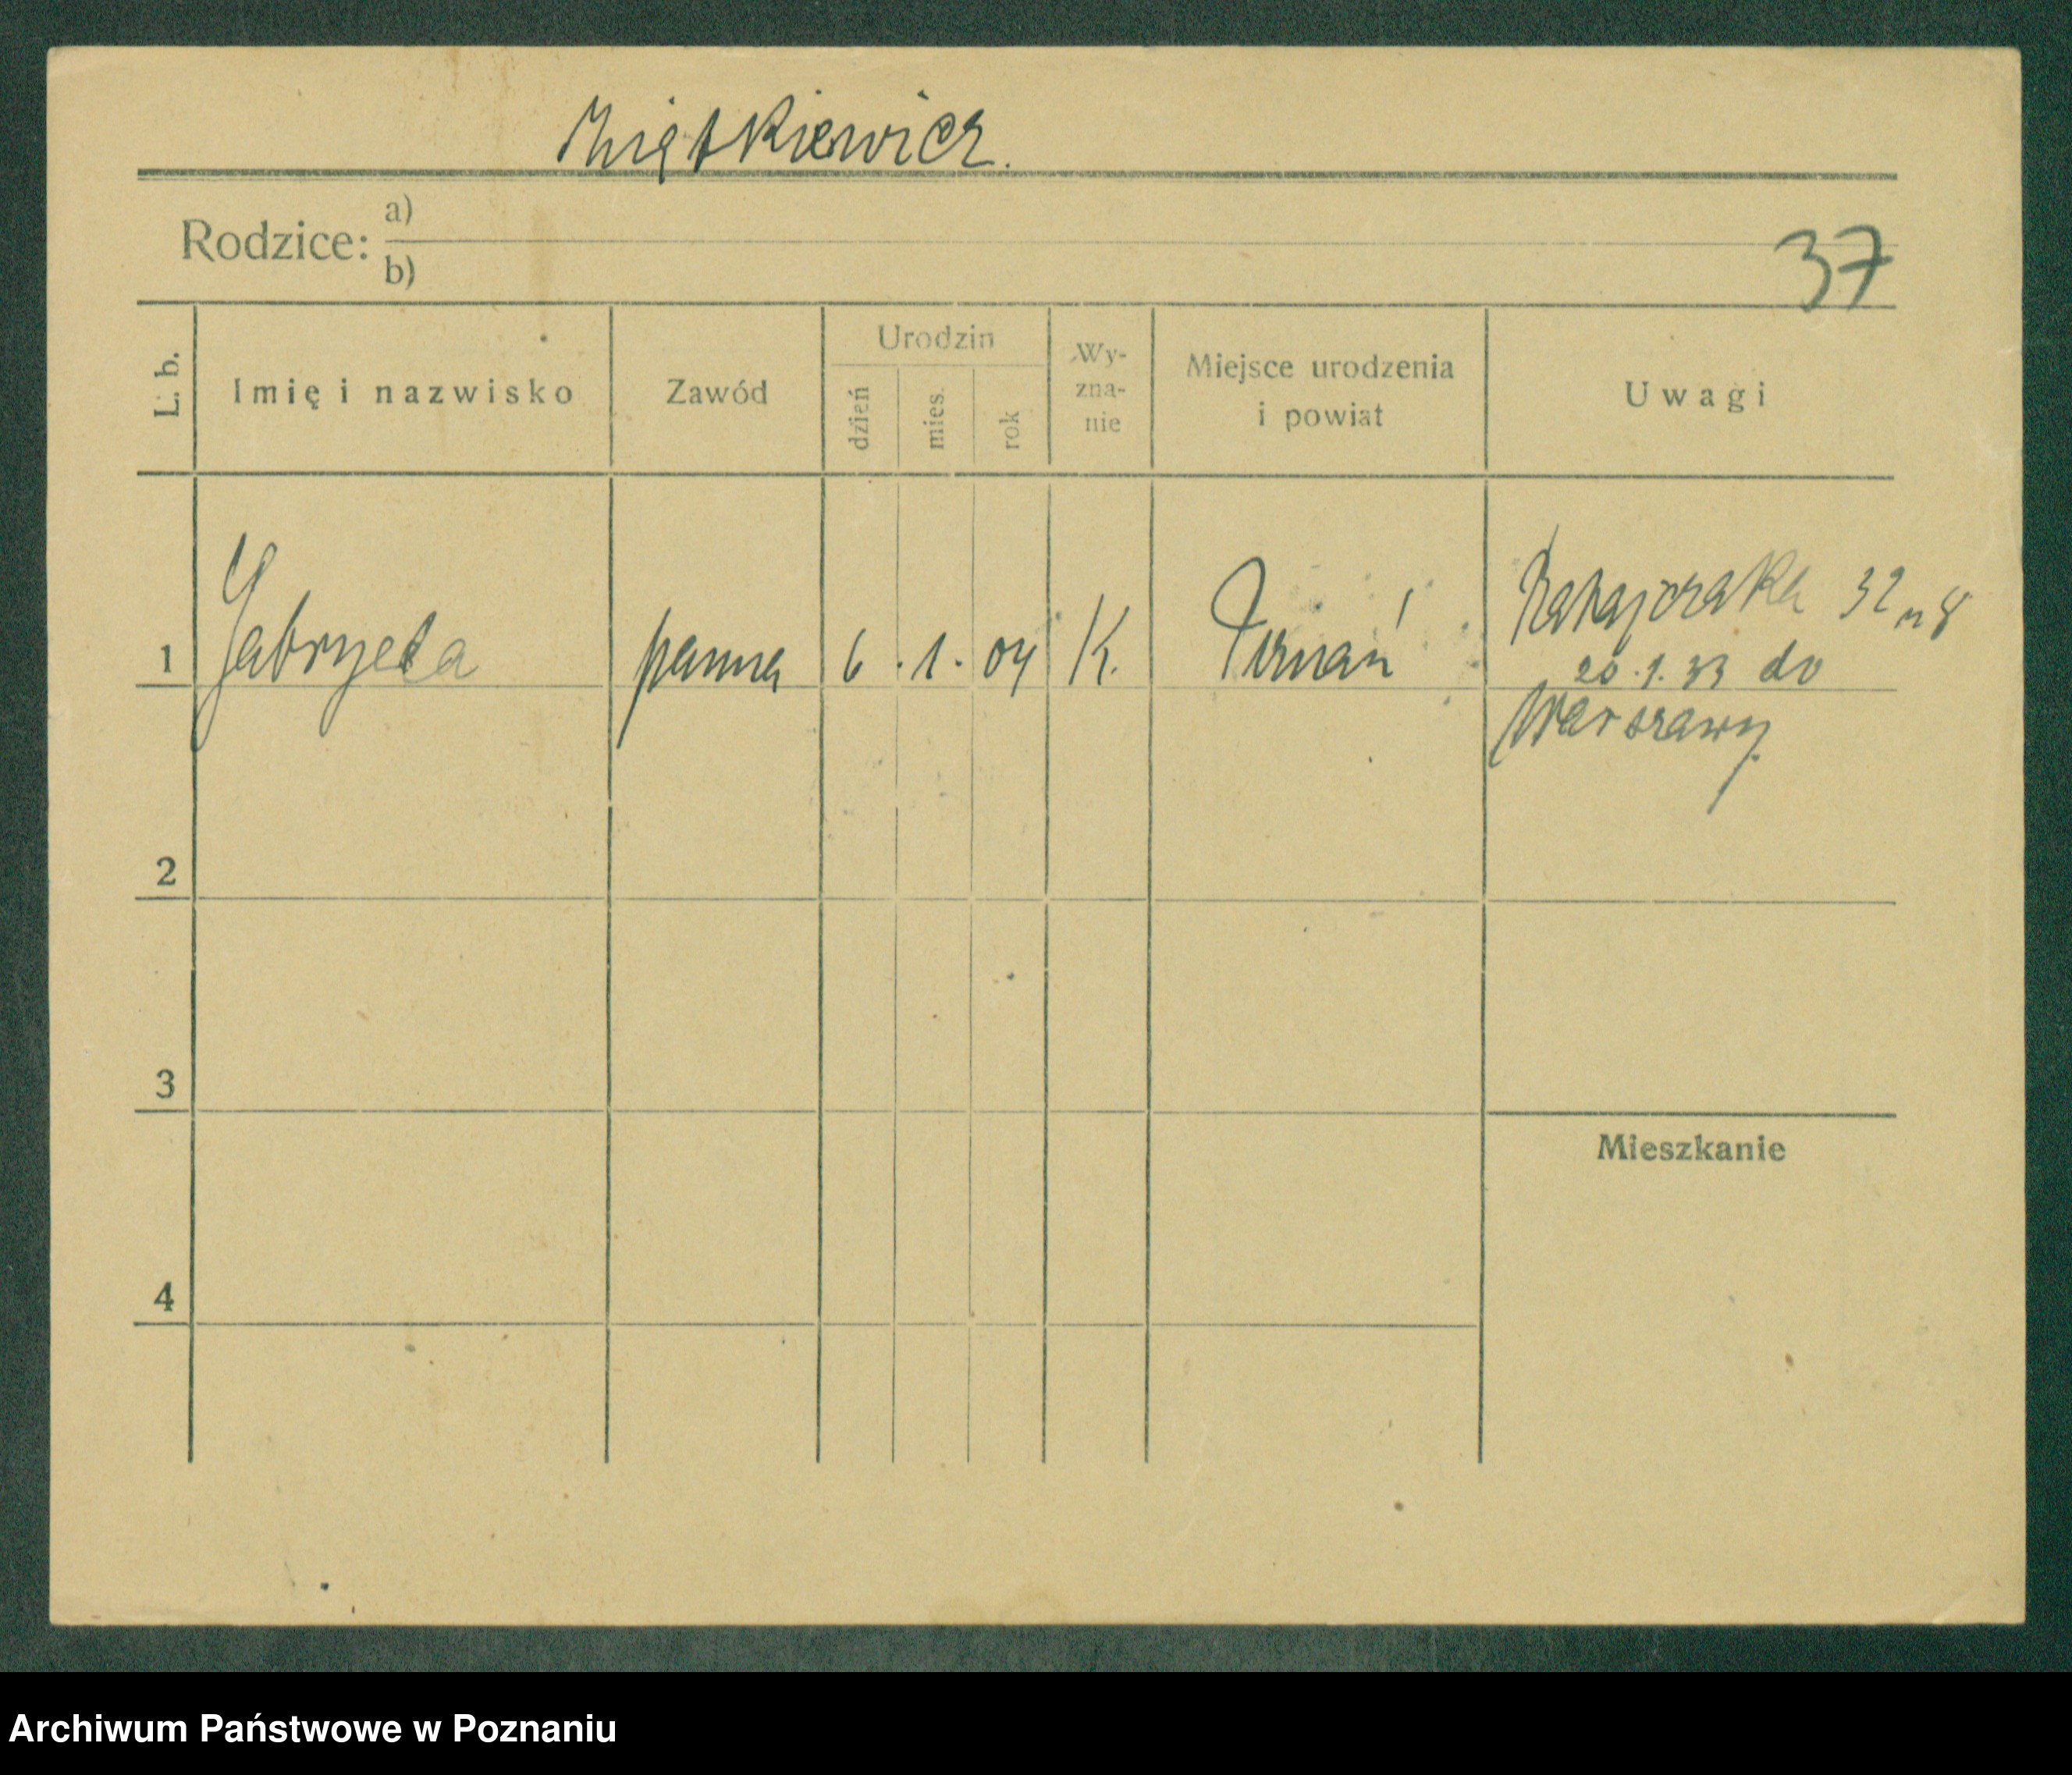 Miętkiewicz.
Rodzice: a)
b)
37
L. b.
Imię i nazwisko
Zawód
Urodzin
dzień
mies.
rok
Wy-
zna-
nie
Miejsce urodzenia
i powiat
Uwagi
1 Gabryela panna 6.1.04 K. Poznań
Ratajczaka 32 m 8
20.1.33 do
Warszawy.
2
3
4
Mieszkanie
Archiwum Państwowe w Poznaniu